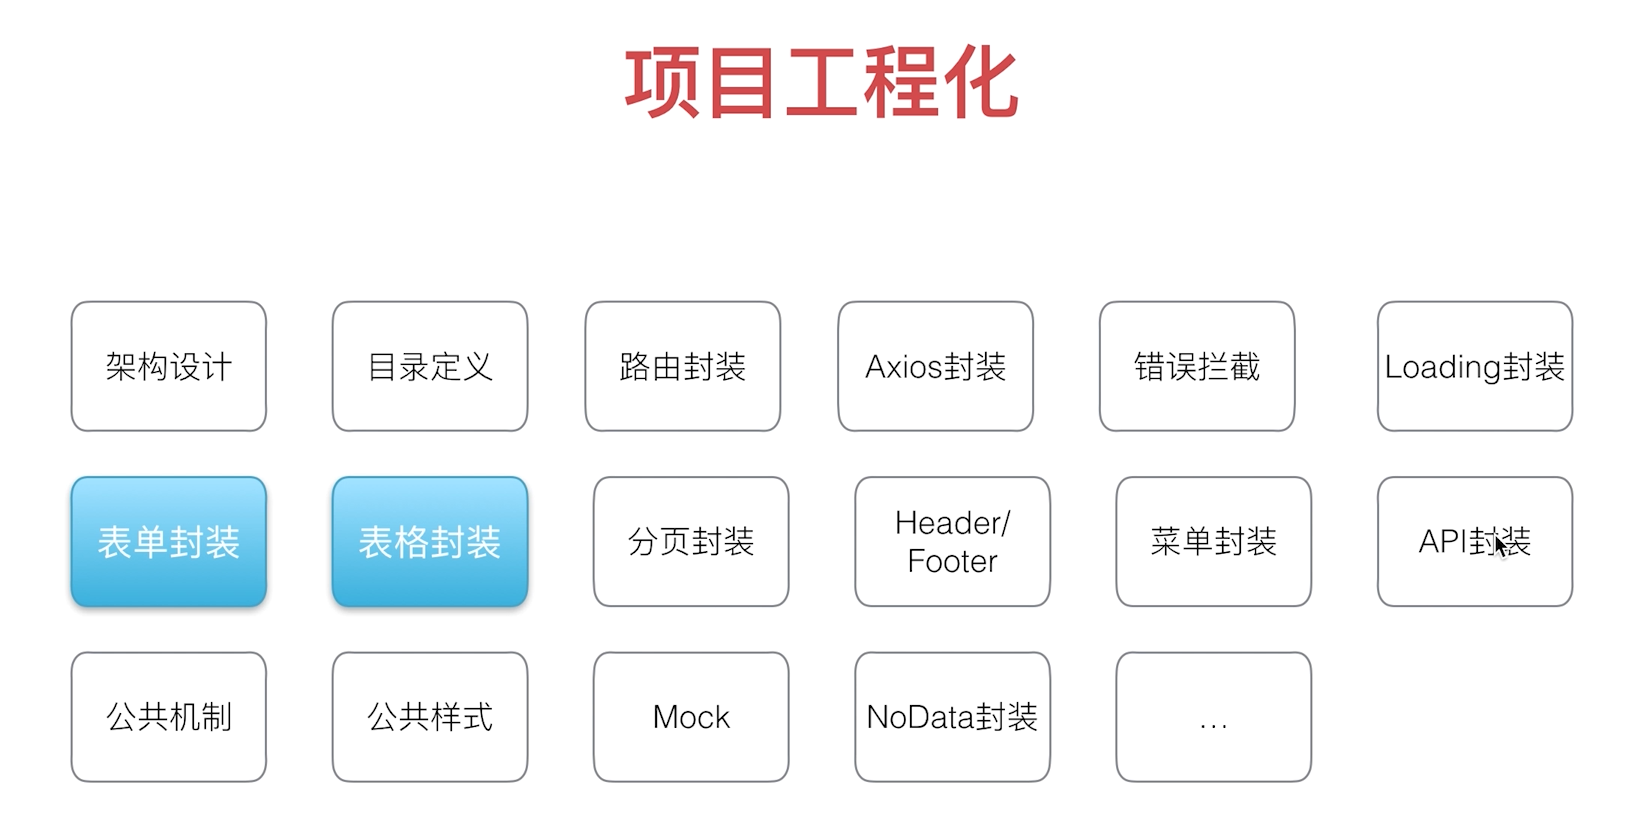 项目工程化
架构设计
目录定义
路由封装
Axios封装
错误拦截
Loading封装
表单封装
表格封装
分页封装
Header/
Footer
菜单封装
API封装
公共机制
公共样式
Mock
NoData封装
...